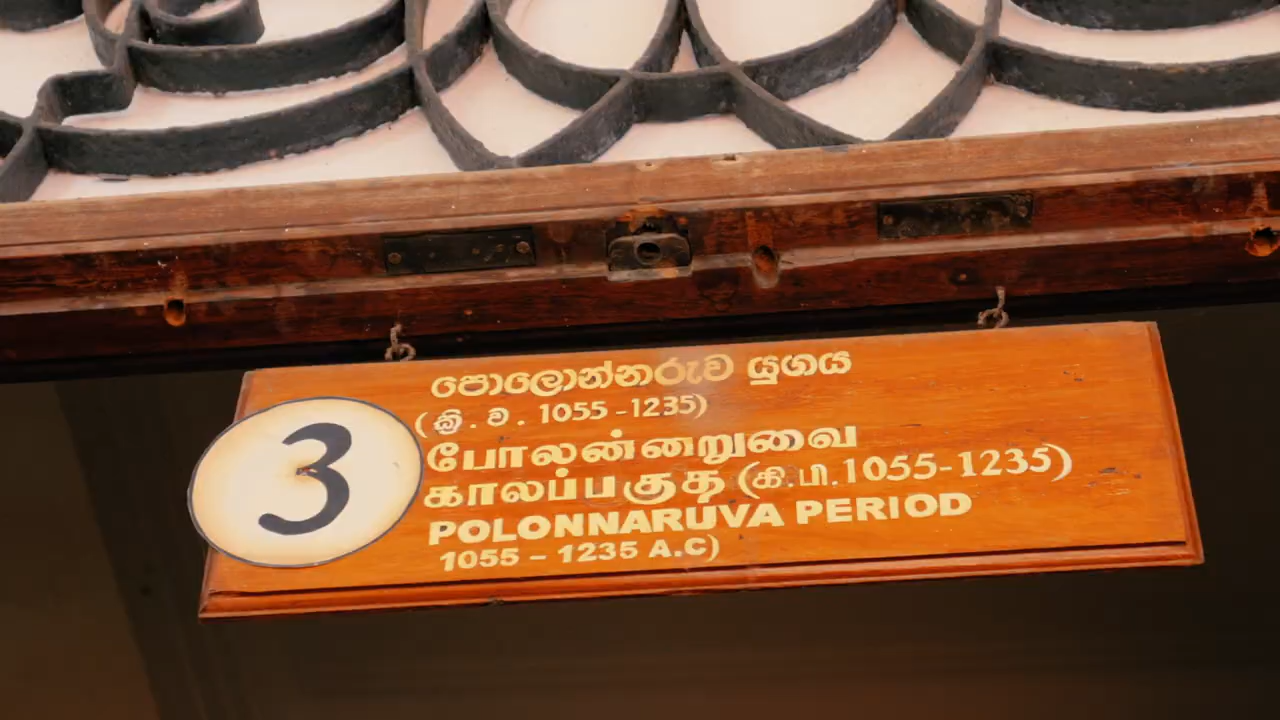 3
පොලොන්නරුව යුගය
(ක්‍රි . ව . 1055 -1235)
போலன்னறுவை
காலப்பகுத (கி.பி. 1055-1235)
POLONNARUVA PERIOD
1055 – 1235 A.C)